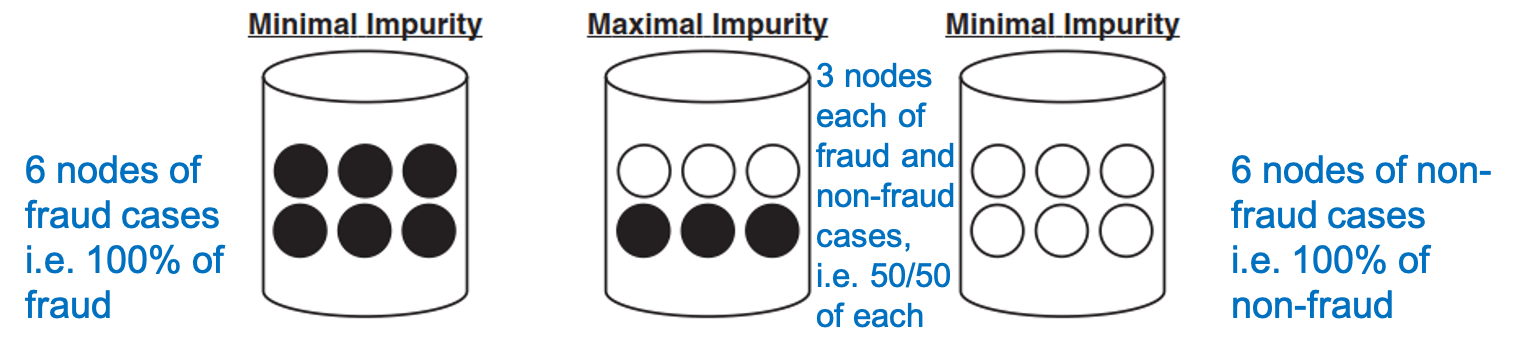 Minimal Impurity
Maximal Impurity
Minimal Impurity
6 nodes of
fraud cases
i.e. 100% of
fraud
3 nodes
each of
fraud and
non-fraud
cases,
i.e. 50/50
of each
6 nodes of non-
fraud cases
i.e. 100% of
non-fraud